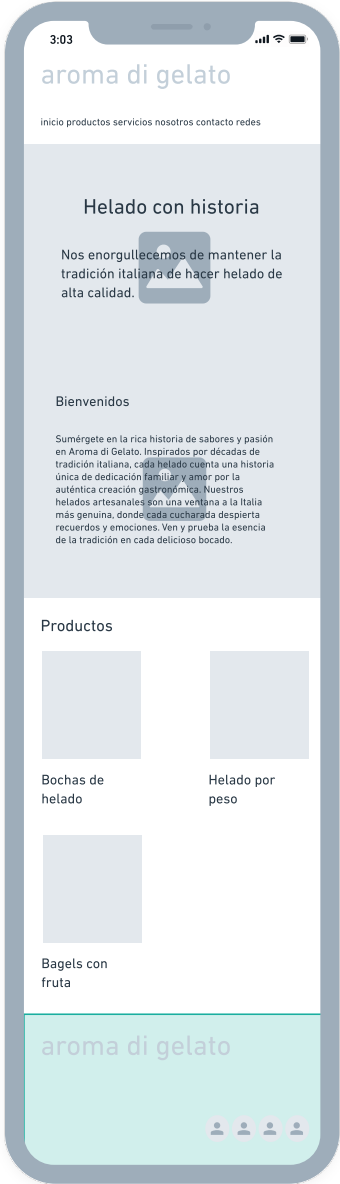 3:03
aroma di gelato
inicio productos servicios nosotros contacto redes
Helado con historia
Nos enorgullecemos de mantener la
tradición italiana de hacer helado de
alta calidad.
Bienvenidos
Sumérgete en la rica historia de sabores y pasión
en Aroma di Gelato. Inspirados por décadas de
tradición italiana, cada helado cuenta una historia
única de dedicación familiar y amor por la
auténtica creación gastronómica. Nuestros
helados artesanales son una ventana a la Italia
más genuina, donde cada cucharada despierta
recuerdos y emociones. Ven y prueba la esencia
de la tradición en cada delicioso bocado.
Productos
Bochas de
helado
Helado por
peso
Bagels con
fruta
aroma di gelato